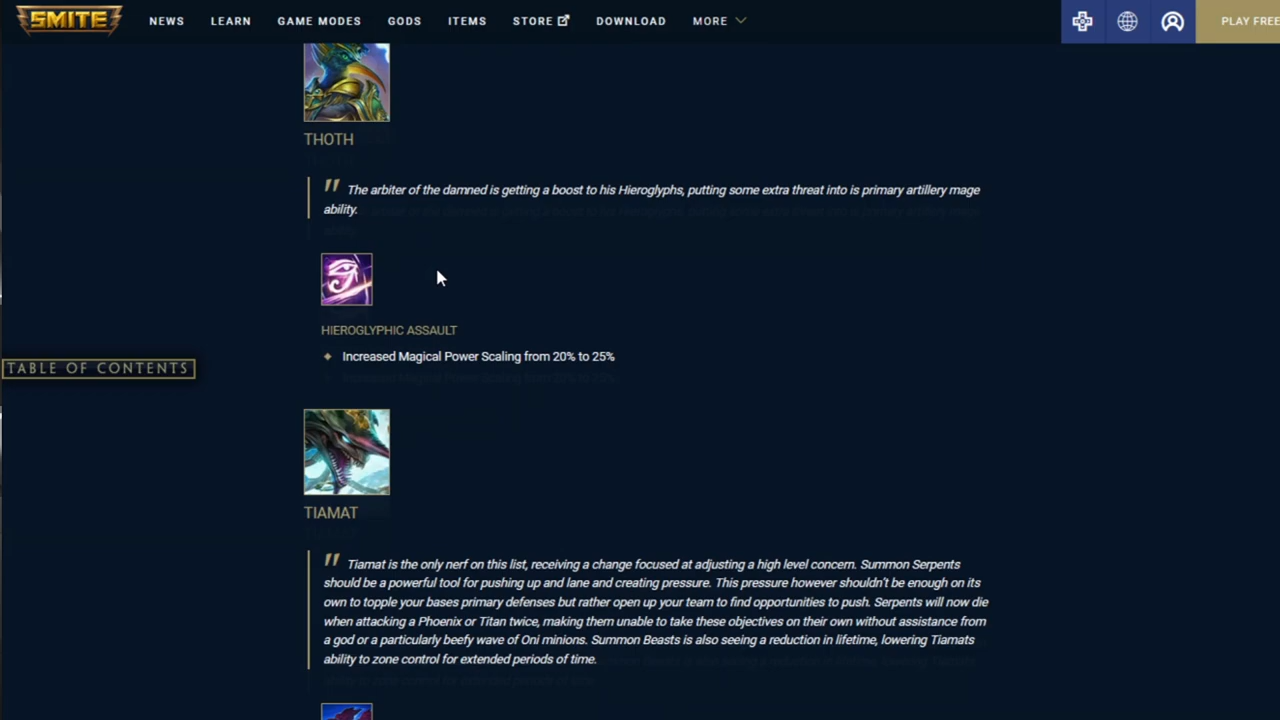 SMITE NEWS LEARN GAME MODES GODS ITEMS STORE DOWNLOAD MORE PLAY FREE
THOTH
" The arbiter of the damned is getting a boost to his Hieroglyphs, putting some extra threat into is primary artillery mage
ability.
HIEROGLYPHIC ASSAULT
Increased Magical Power Scaling from 20% to 25%
TABLE OF CONTENTS
TIAMAT
" Tiamat is the only nerf on this list, receiving a change focused at adjusting a high level concern. Summon Serpents
should be a powerful tool for pushing up and lane and creating pressure. This pressure however shouldn't be enough on its
own to topple your bases primary defenses but rather open up your team to find opportunities to push. Serpents will now die
when attacking a Phoenix or Titan twice, making them unable to take these objectives on their own without assistance from
a god or a particularly beefy wave of Oni minions. Summon Beasts is also seeing a reduction in lifetime, lowering Tiamats
ability to zone control for extended periods of time.